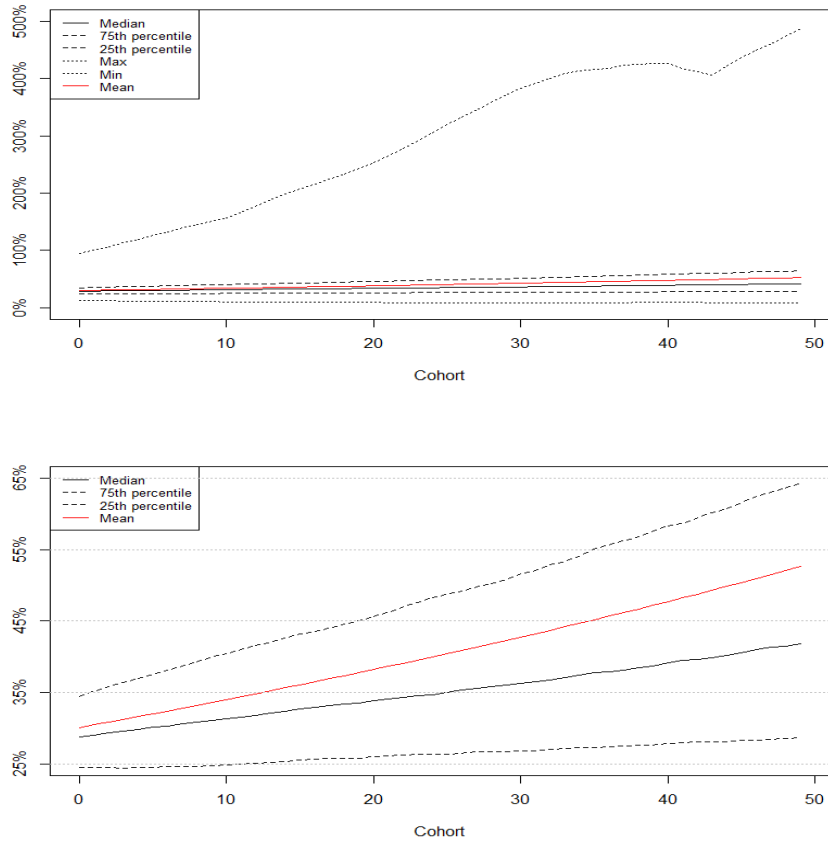 500%
400%
300%
200%
100%
0%
Median
75th percentile
25th percentile
Max
Min
Mean
0 10 20 30 40 50
Cohort
65%
55%
45%
35%
25%
Median
75th percentile
25th percentile
Mean
0 10 20 30 40 50
Cohort